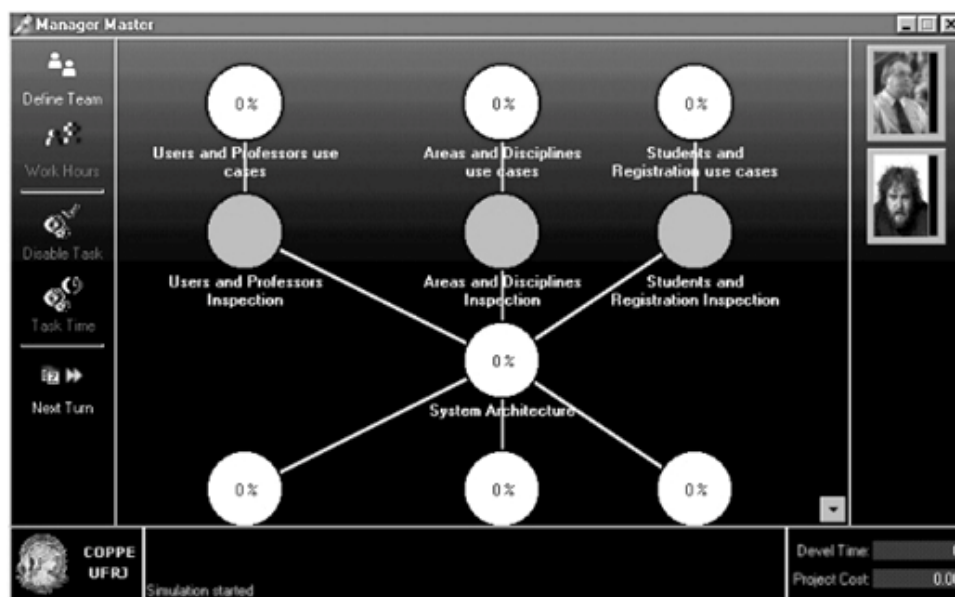 Manager Master
Define Team
Work Hours
Disable Task
Task Time
Next Turn
0 %
0 %
0 %
Users and Professors use
cases
Areas and Disciplines
use cases
Students and
Registration use cases
Users and Professors
Inspection
Areas and Disciplines
Inspection
Students and
Registration Inspection
0 %
System Architecture
0 %
0 %
0 %
COPPE
UFRJ
Simulation started
Devel Time:
Project Cost:
0.00